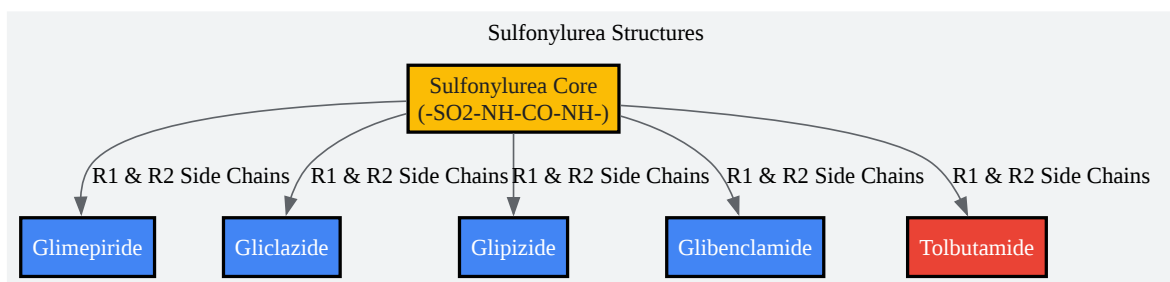 Sulfonylurea Structures
Sulfonylurea Core
(-SO2-NH-CO-NH-)
R1 & R2 Side Chains
R1 & R2 Side Chains
R1 & R2 Side Chains
R1 & R2 Side Chains
R1 & R2 Side Chains
Glimepiride
Gliclazide
Glipizide
Glibenclamide
Tolbutamide